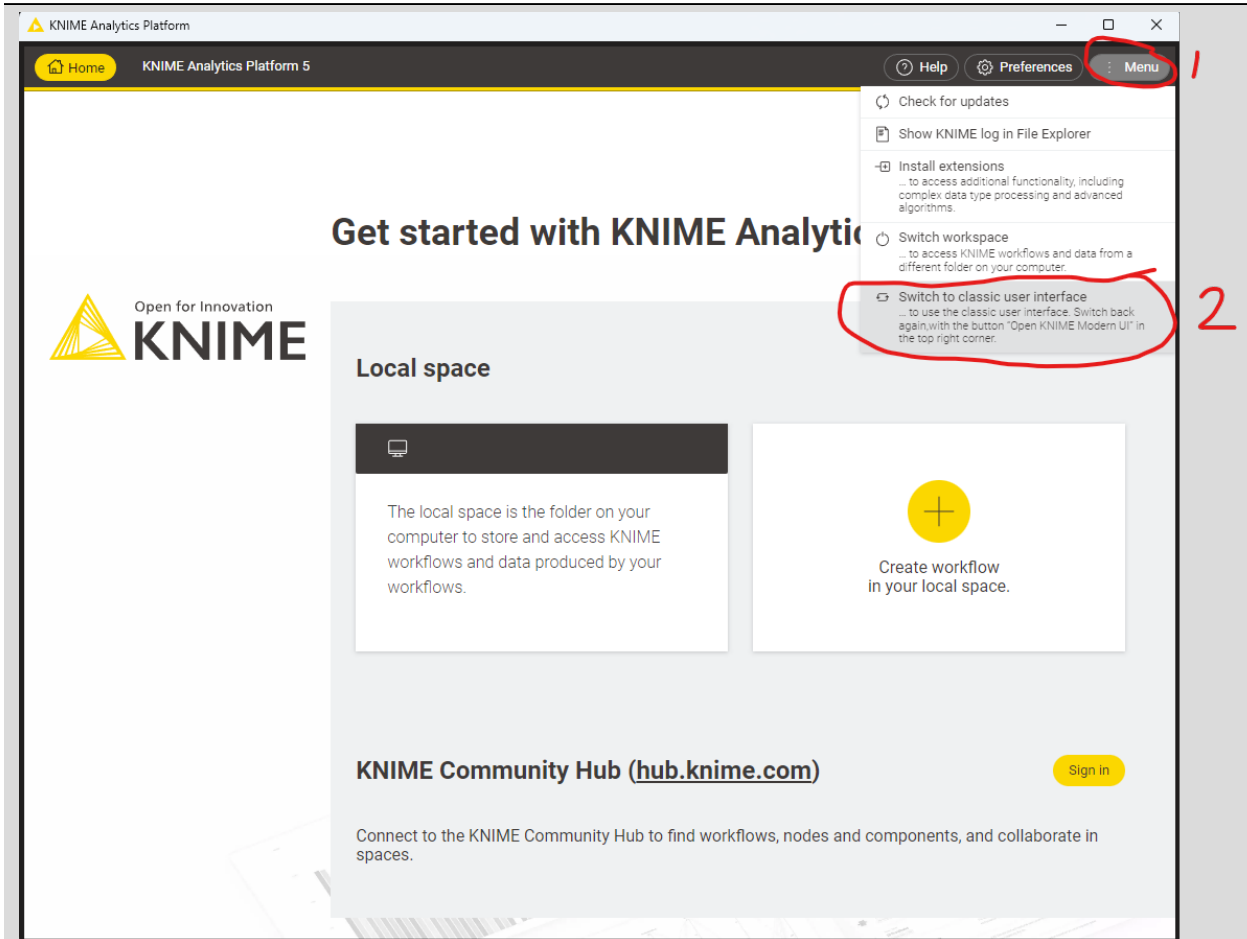 KNIME Analytics Platform
Home
KNIME Analytics Platform 5
Help
Preferences
Menu
1
Check for updates
Show KNIME log in File Explorer
Install extensions
... to access additional functionality, including
complex data type processing and advanced
algorithms.
Switch workspace
... to access KNIME workflows and data from a
different folder on your computer.
Switch to classic user interface
... to use the classic user interface. Switch back
again,with the button "Open KNIME Modern UI" in
the top right corner.
2
Get started with KNIME Analytic
Open for Innovation
KNIME
Local space
The local space is the folder on your
computer to store and access KNIME
workflows and data produced by your
workflows.
Create workflow
in your local space.
KNIME Community Hub (hub.knime.com)
Sign in
Connect to the KNIME Community Hub to find workflows, nodes and components, and collaborate in
spaces.